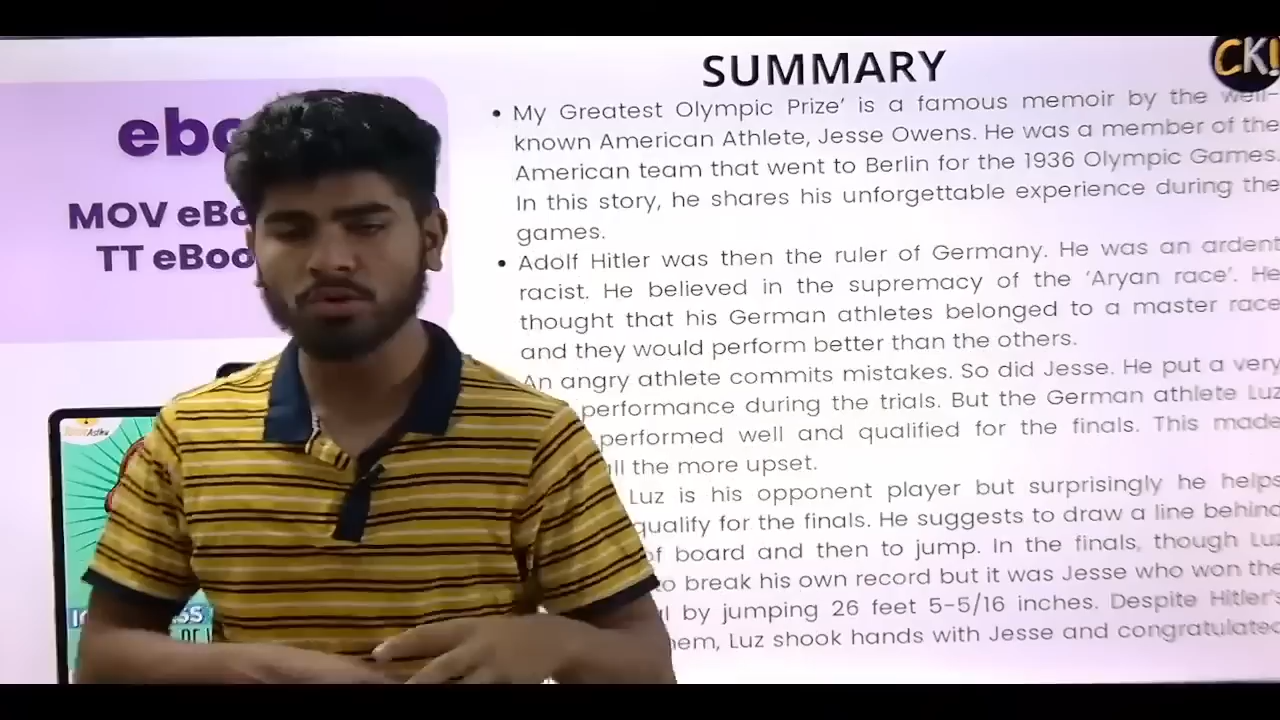 SUMMARY
CK!
ebo
MOV eBo
TT eBoo
• My Greatest Olympic Prize’ is a famous memoir by the well-
known American Athlete, Jesse Owens. He was a member of the
American team that went to Berlin for the 1936 Olympic Games.
In this story, he shares his unforgettable experience during the
games.
• Adolf Hitler was then the ruler of Germany. He was an ardent
racist. He believed in the supremacy of the ‘Aryan race’. He
thought that his German athletes belonged to a master race
and they would perform better than the others.
An angry athlete commits mistakes. So did Jesse. He put a very
performance during the trials. But the German athlete Luz
performed well and qualified for the finals. This made
ll the more upset.
Luz is his opponent player but surprisingly he helps
qualify for the finals. He suggests to draw a line behind
of board and then to jump. In the finals, though Luz
to break his own record but it was Jesse who won the
l by jumping 26 feet 5-5/16 inches. Despite Hitler’s
hem, Luz shook hands with Jesse and congratulated